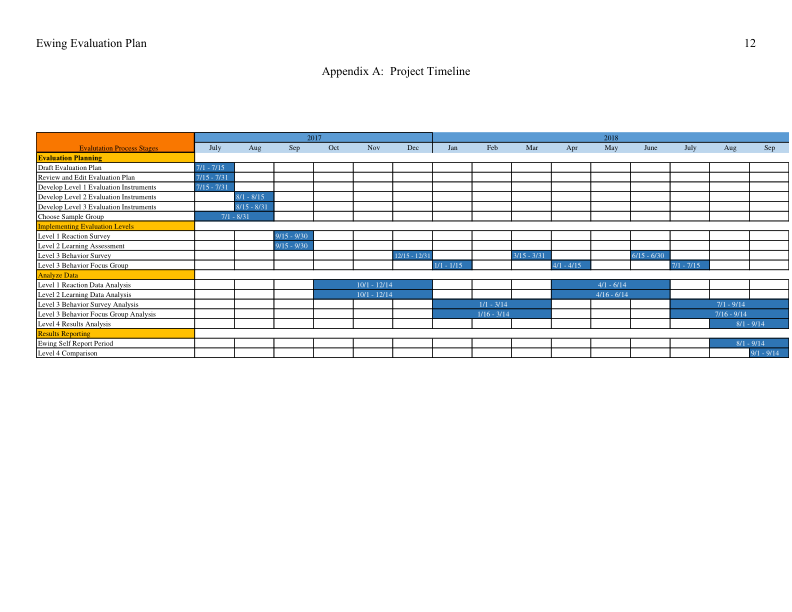 Ewing Evaluation Plan 12
Appendix A: Project Timeline
2017 2018
Evaluration Process Stages July Aug Sep Oct Nov Dec Jan Feb Mar Apr May June July Aug Sep
Evaluation Planning
Draft Evaluation Plan 7/1 - 7/15
Review and Edit Evaluation Plan 7/15 - 7/31
Develop Level 1 Evaluation Instruments 7/15 - 7/31
Develop Level 2 Evaluation Instruments 8/1 - 8/15
Develop Level 3 Evaluation Instruments 8/15 - 8/31
Choose Sample Group 7/1 - 8/31
Implementing Evaluation Levels
Level 1 Reaction Survey 9/15 - 9/30
Level 2 Learning Assessment 9/15 - 9/30
Level 3 Behavior Survey 12/15 - 12/31 3/15 - 3/31 6/15 - 6/30
Level 3 Behavior Focus Group 1/1 - 1/15 4/1 - 4/15 7/1 - 7/15
Analyze Data
Level 1 Reaction Data Analysis 10/1 - 12/14 4/1 - 6/14
Level 2 Learning Data Analysis 10/1 - 12/14 4/16 - 6/14
Level 3 Behavior Survey Analysis 1/1 - 3/14 7/1 - 9/14
Level 3 Behavior Focus Group Analysis 1/16 - 3/14 7/16 - 9/14
Level 4 Results Analysis 8/1 - 9/14
Results Reporting
Ewing Self Report Period 8/1 - 9/14
Level 4 Comparison 9/1 - 9/14